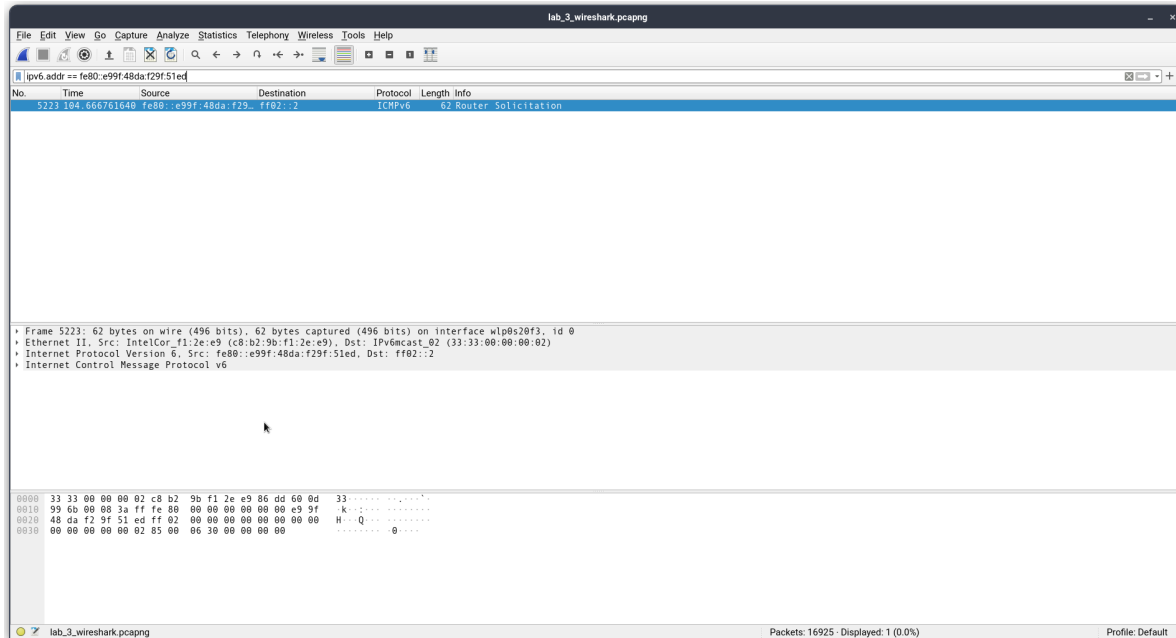 lab_3_wireshark.pcapng
File Edit View Go Capture Analyze Statistics Telephony Wireless Tools Help
ipv6.addr == fe80::e99f:48da:f29f:51ed
No. Time Source Destination Protocol Length Info
5223 104.666761640 fe80::e99f:48da:f29… ff02::2 ICMPv6 62 Router Solicitation
Frame 5223: 62 bytes on wire (496 bits), 62 bytes captured (496 bits) on interface wlp0s20f3, id 0
Ethernet II, Src: IntelCor_f1:2e:e9 (c8:b2:9b:f1:2e:e9), Dst: IPv6mcast_02 (33:33:00:00:00:02)
Internet Protocol Version 6, Src: fe80::e99f:48da:f29f:51ed, Dst: ff02::2
Internet Control Message Protocol v6
0000 33 33 00 00 00 02 c8 b2 9b f1 2e e9 86 dd 60 0d 33······ ··.···`·
0010 99 6b 00 08 3a ff fe 80 00 00 00 00 00 00 e9 9f ·k··:··· ········
0020 48 da f2 9f 51 ed ff 02 00 00 00 00 00 00 00 00 H···Q··· ········
0030 00 00 00 00 00 02 85 00 06 30 00 00 00 00 ········ ·0····
lab_3_wireshark.pcapng Packets: 16925 · Displayed: 1 (0.0%) Profile: Default